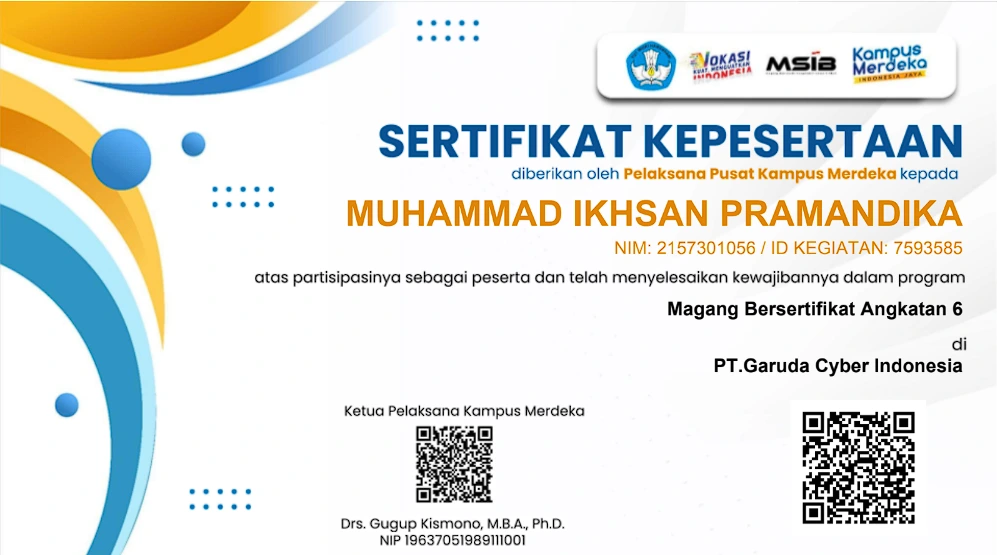 VOKASI
KUAT, MENGUATKAN
INDONESIA
MSIB
Kampus
Merdeka
INDONESIA JAYA
SERTIFIKAT KEPESERTAAN
diberikan oleh Pelaksana Pusat Kampus Merdeka kepada
MUHAMMAD IKHSAN PRAMANDIKA
NIM: 2157301056 / ID KEGIATAN: 7593585
atas partisipasinya sebagai peserta dan telah menyelesaikan kewajibannya dalam program
Magang Bersertifikat Angkatan 6
di
PT.Garuda Cyber Indonesia
Ketua Pelaksana Kampus Merdeka
Drs. Gugup Kismono, M.B.A., Ph.D.
NIP 19637051989111001